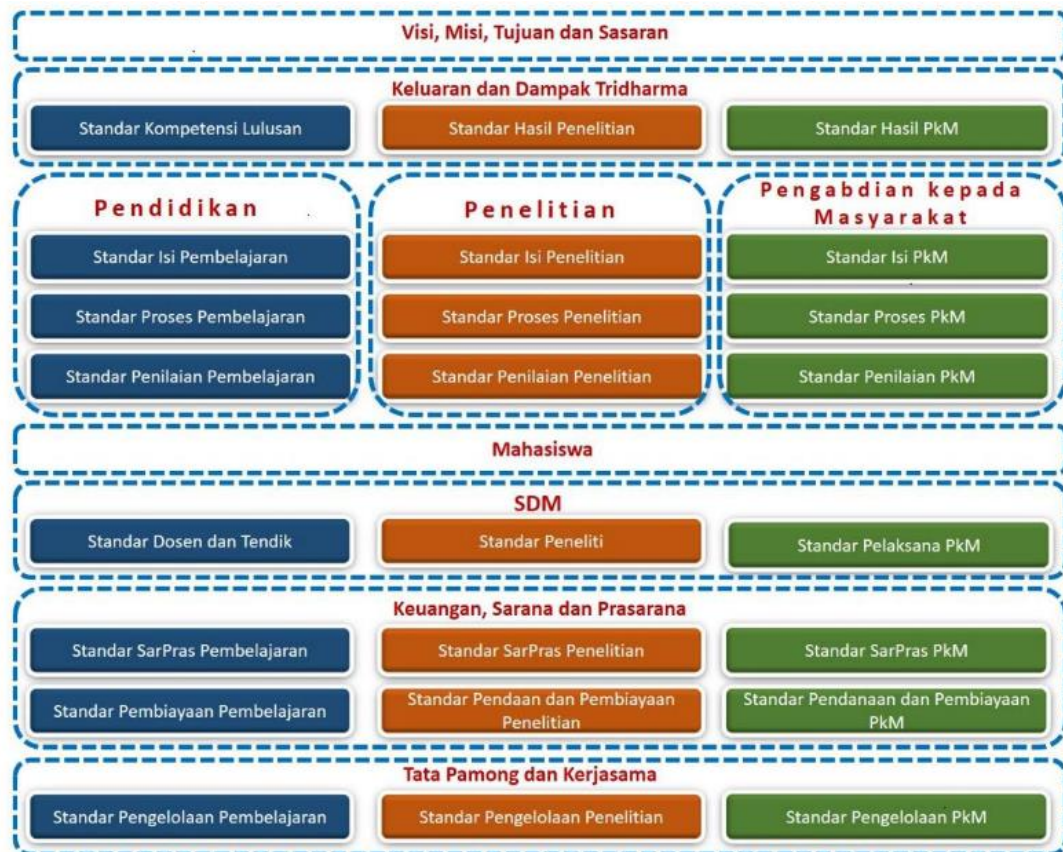 Visi, Misi, Tujuan dan Sasaran
Keluaran dan Dampak Tridharma
Standar Kompetensi Lulusan
Standar Hasil Penelitian
Standar Hasil PkM
Pendidikan
Standar Isi Pembelajaran
Standar Proses Pembelajaran
Standar Penilaian Pembelajaran
Penelitian
Standar Isi Penelitian
Standar Proses Penelitian
Standar Penilaian Penelitian
Pengabdian kepada
Masyarakat
Standar Isi PkM
Standar Proses PkM
Standar Penilaian PkM
Mahasiswa
SDM
Standar Dosen dan Tendik
Standar Peneliti
Standar Pelaksana PkM
Keuangan, Sarana dan Prasarana
Standar SarPras Pembelajaran
Standar SarPras Penelitian
Standar SarPras PkM
Standar Pembiayaan Pembelajaran
Standar Pendaan dan Pembiayaan
Penelitian
Standar Pendanaan dan Pembiayaan
PkM
Tata Pamong dan Kerjasama
Standar Pengelolaan Pembelajaran
Standar Pengelolaan Penelitian
Standar Pengelolaan PkM